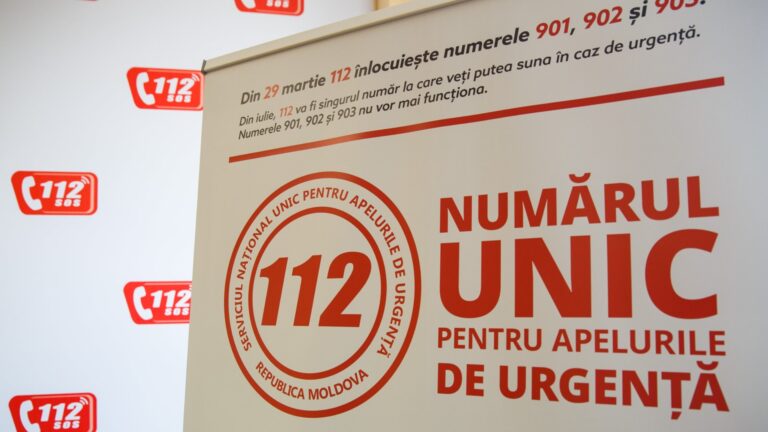 Din 29 martie 112 înlocuiește numerele 901, 902 și 903.
Din iulie, 112 va fi singurul număr la care veți putea suna în caz de urgență.
Numerele 901, 902 și 903 nu vor mai funcționa.
SERVICIUL NAȚIONAL UNIC PENTRU APELURILE DE URGENȚĂ
112
REPUBLICA MOLDOVA
NUMĂRUL
UNIC
PENTRU APELURILE
DE URGENȚĂ
SOS
112
SOS
112
SOS
112
SOS
112
SOS